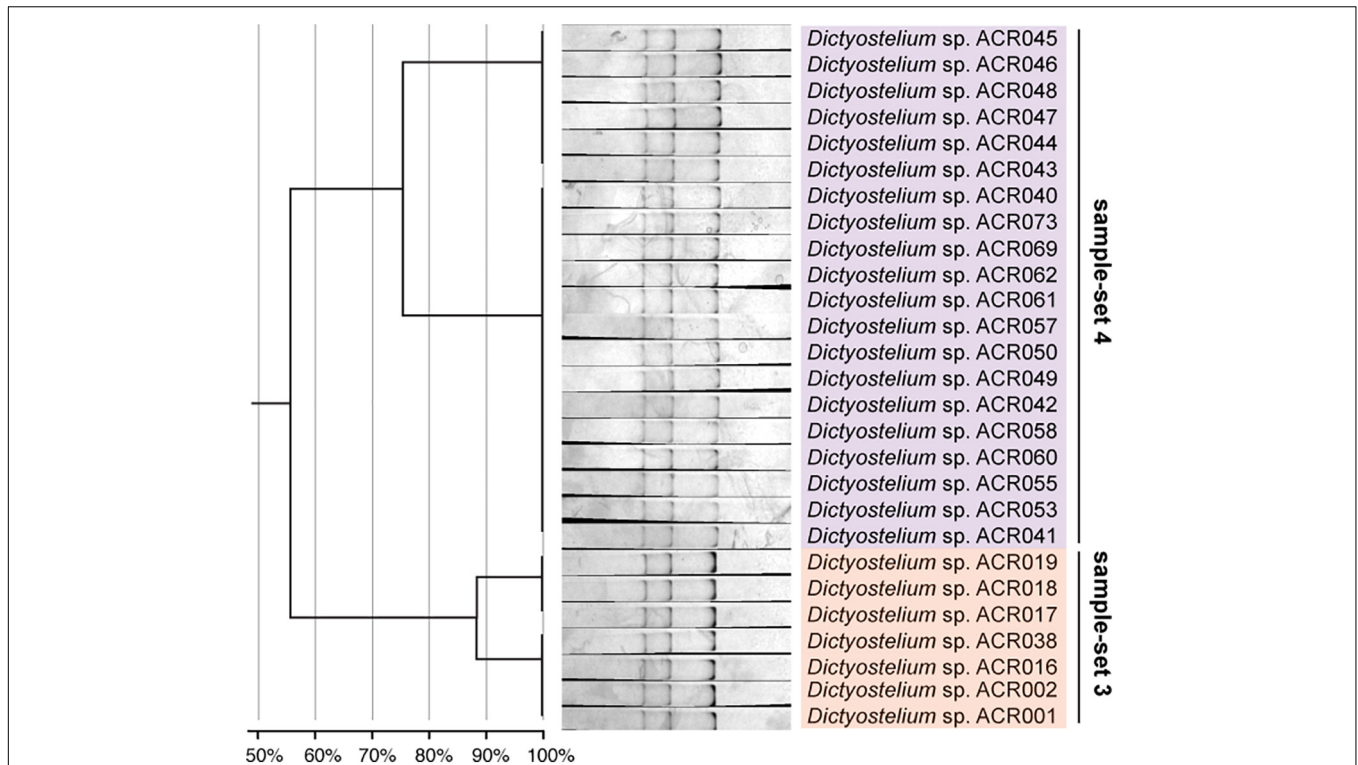 Dictyostelium sp. ACR045
Dictyostelium sp. ACR046
Dictyostelium sp. ACR048
Dictyostelium sp. ACR047
Dictyostelium sp. ACR044
Dictyostelium sp. ACR043
Dictyostelium sp. ACR040
Dictyostelium sp. ACR073
Dictyostelium sp. ACR069
Dictyostelium sp. ACR062
Dictyostelium sp. ACR061
Dictyostelium sp. ACR057
Dictyostelium sp. ACR050
Dictyostelium sp. ACR049
Dictyostelium sp. ACR042
Dictyostelium sp. ACR058
Dictyostelium sp. ACR060
Dictyostelium sp. ACR055
Dictyostelium sp. ACR053
Dictyostelium sp. ACR041
sample-set 4
Dictyostelium sp. ACR019
Dictyostelium sp. ACR018
Dictyostelium sp. ACR017
Dictyostelium sp. ACR038
Dictyostelium sp. ACR016
Dictyostelium sp. ACR002
Dictyostelium sp. ACR001
sample-set 3
50% 60% 70% 80% 90% 100%